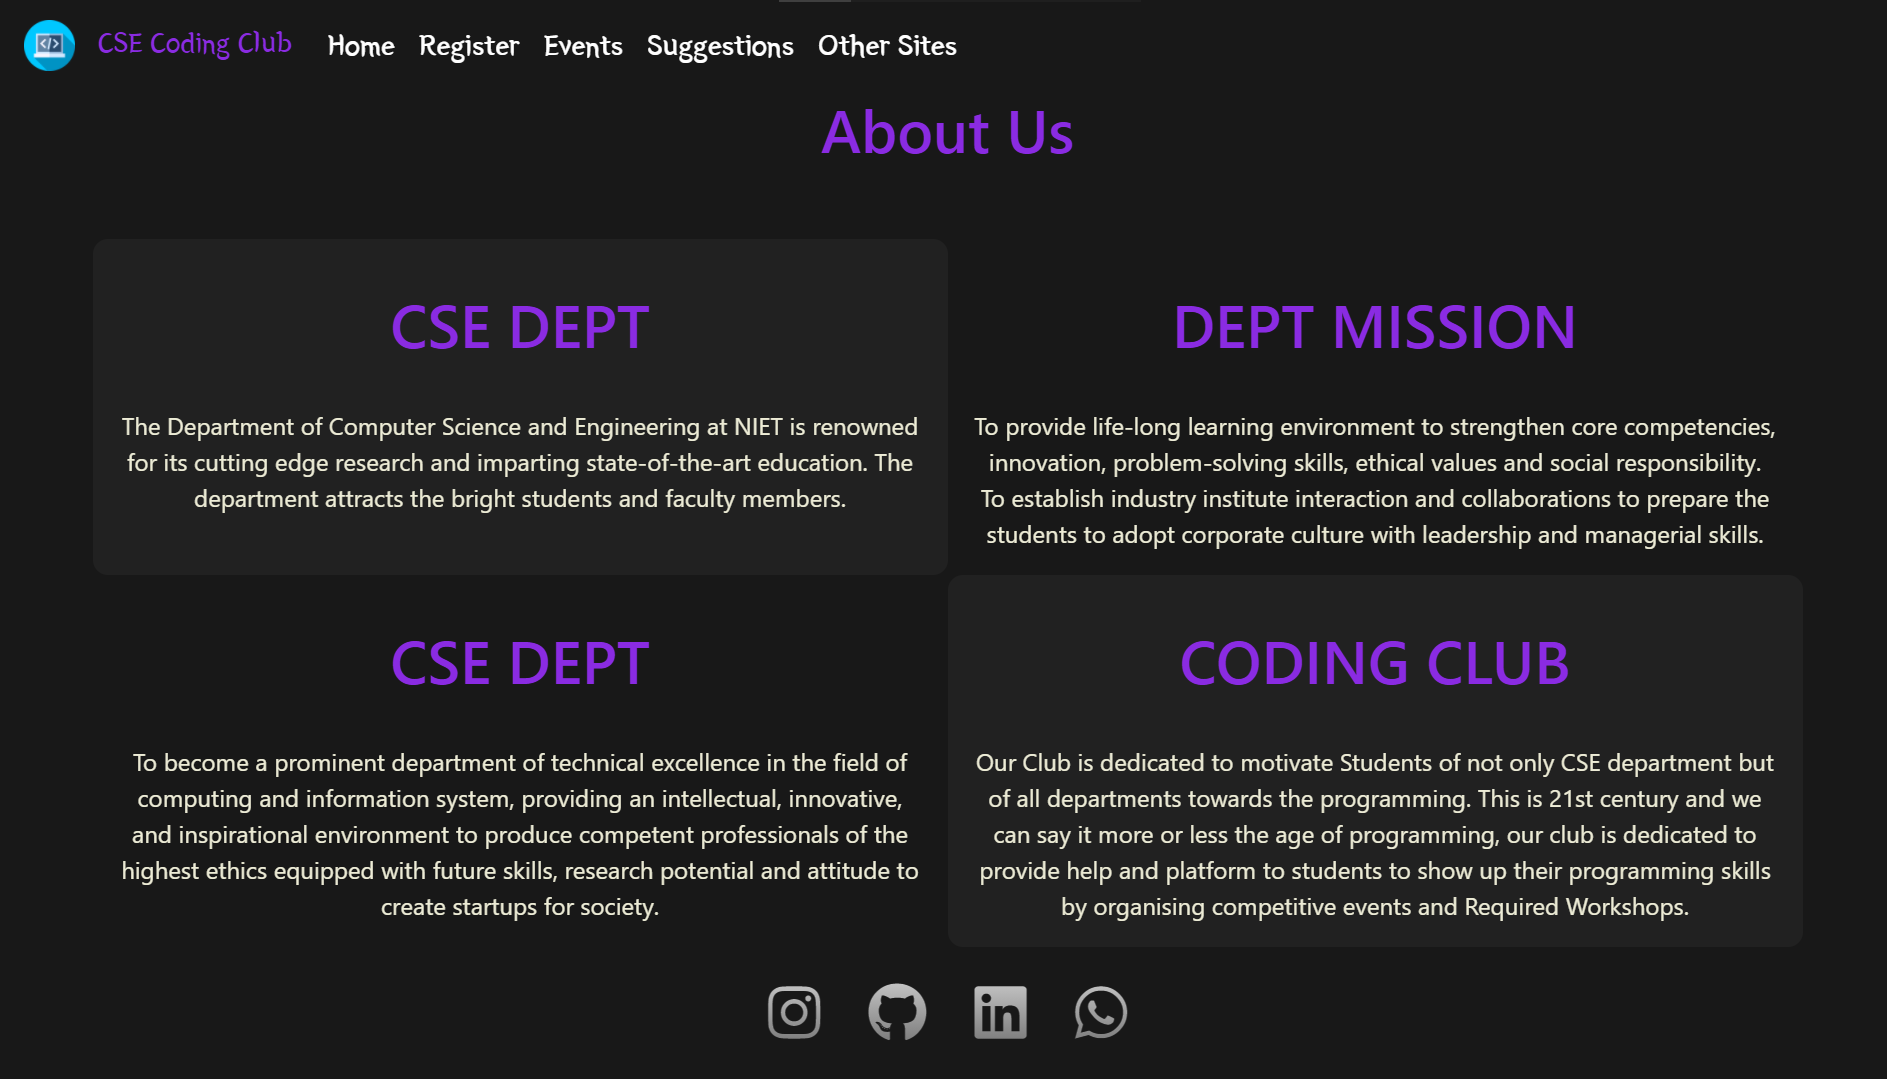 CSE Coding Club Home Register Events Suggestions Other Sites
About Us
CSE DEPT
The Department of Computer Science and Engineering at NIET is renowned
for its cutting edge research and imparting state-of-the-art education. The
department attracts the bright students and faculty members.
DEPT MISSION
To provide life-long learning environment to strengthen core competencies,
innovation, problem-solving skills, ethical values and social responsibility.
To establish industry institute interaction and collaborations to prepare the
students to adopt corporate culture with leadership and managerial skills.
CSE DEPT
To become a prominent department of technical excellence in the field of
computing and information system, providing an intellectual, innovative,
and inspirational environment to produce competent professionals of the
highest ethics equipped with future skills, research potential and attitude to
create startups for society.
CODING CLUB
Our Club is dedicated to motivate Students of not only CSE department but
of all departments towards the programming. This is 21st century and we
can say it more or less the age of programming, our club is dedicated to
provide help and platform to students to show up their programming skills
by organising competitive events and Required Workshops.